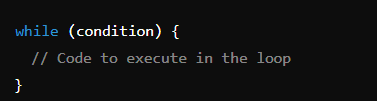 while (condition) {
  // Code to execute in the loop
}